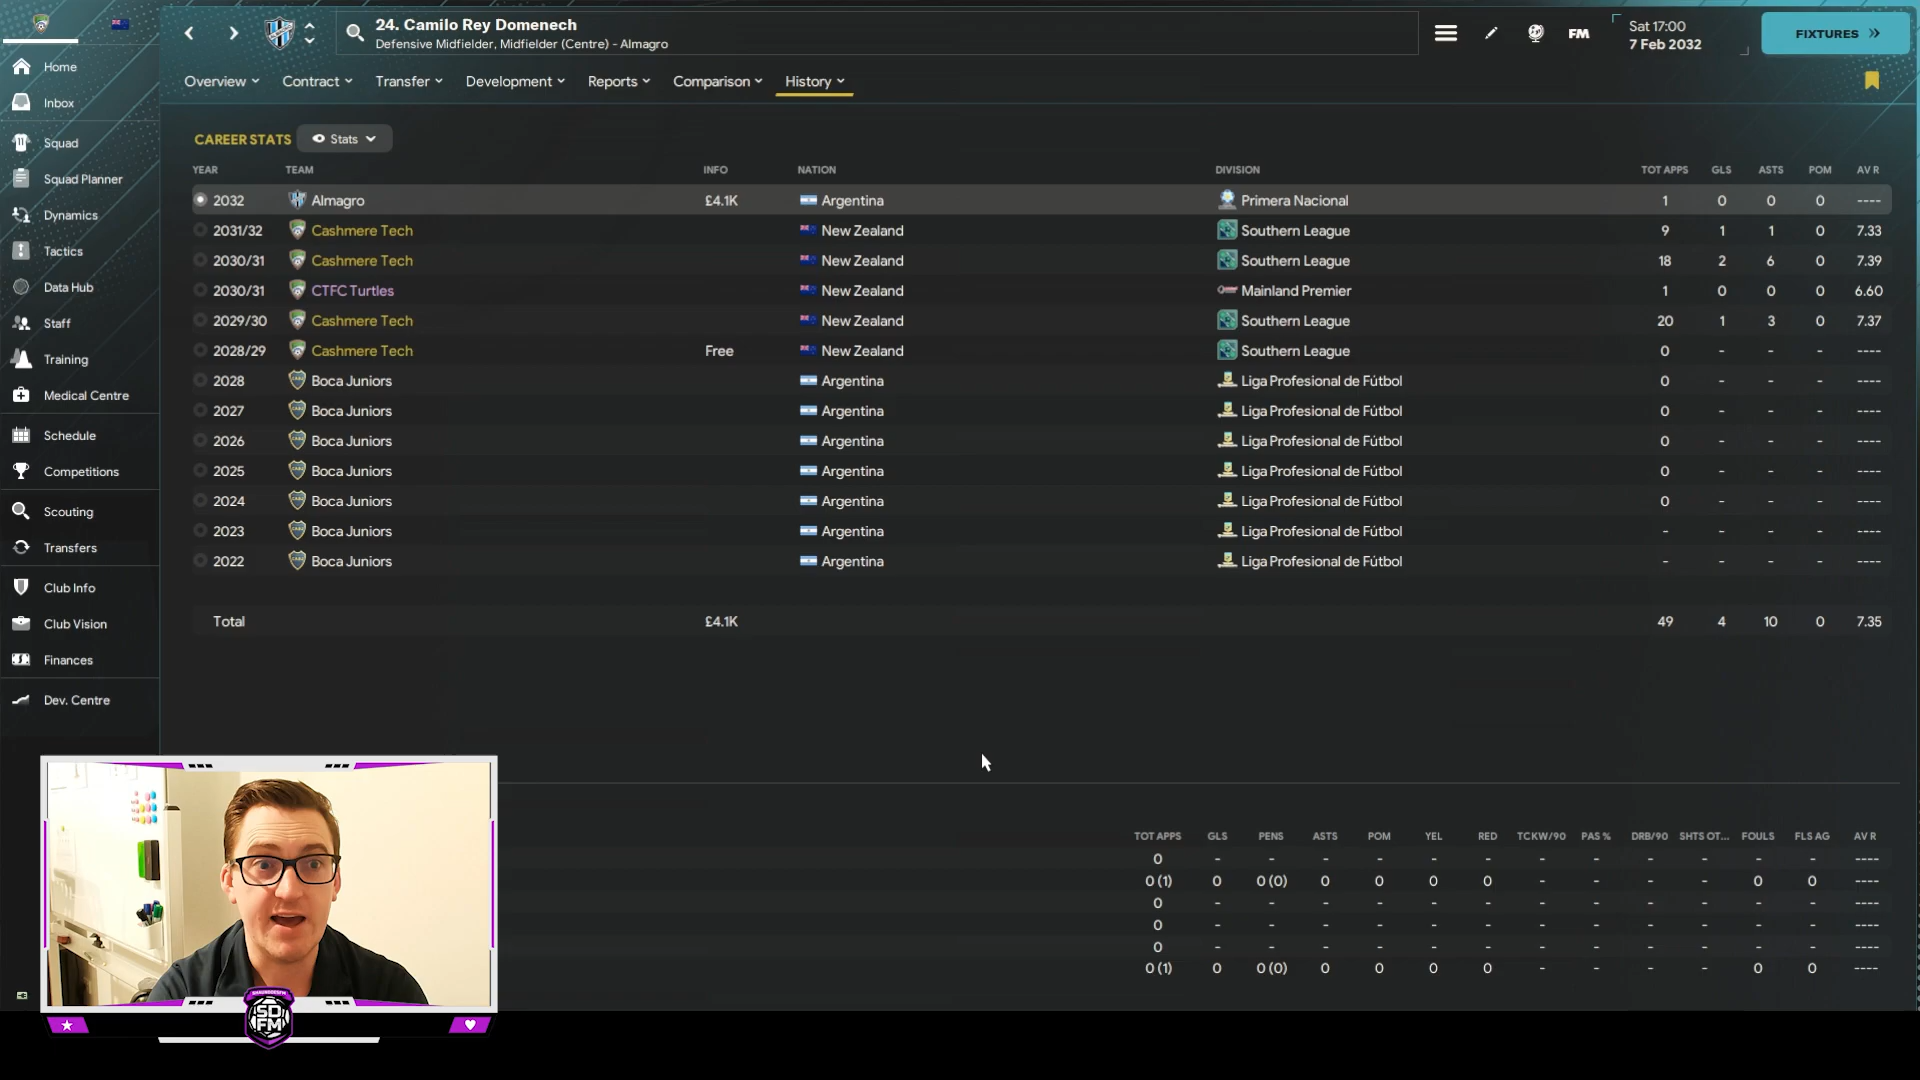 24. Camilo Rey Domenech
Defensive Midfielder, Midfielder (Centre) - Almagro
FM
Sat 17:00
7 Feb 2032
FIXTURES
Home
Inbox
Squad
Squad Planner
Dynamics
Tactics
Data Hub
Staff
Training
Medical Centre
Schedule
Competitions
Scouting
Transfers
Club Info
Club Vision
Finances
Dev. Centre
Overview Contract Transfer Development Reports Comparison History
CAREER STATS Stats
YEAR TEAM INFO NATION DIVISION TOT APPS GLS ASTS POM AV R
2032 Almagro £4.1K Argentina Primera Nacional 1 0 0 0 ----
2031/32 Cashmere Tech New Zealand Southern League 9 1 1 0 7.33
2030/31 Cashmere Tech New Zealand Southern League 18 2 6 0 7.39
2030/31 CTFC Turtles New Zealand Mainland Premier 1 0 0 0 6.60
2029/30 Cashmere Tech New Zealand Southern League 20 1 3 0 7.37
2028/29 Cashmere Tech Free New Zealand Southern League 0 - - - ----
2028 Boca Juniors Argentina Liga Profesional de Fútbol 0 - - - ----
2027 Boca Juniors Argentina Liga Profesional de Fútbol 0 - - - ----
2026 Boca Juniors Argentina Liga Profesional de Fútbol 0 - - - ----
2025 Boca Juniors Argentina Liga Profesional de Fútbol 0 - - - ----
2024 Boca Juniors Argentina Liga Profesional de Fútbol 0 - - - ----
2023 Boca Juniors Argentina Liga Profesional de Fútbol - - - - ----
2022 Boca Juniors Argentina Liga Profesional de Fútbol - - - - ----
Total £4.1K 49 4 10 0 7.35
TOT APPS GLS PENS ASTS POM YEL RED TCKW/90 PAS % DRB/90 SHTS OT... FOULS FLS AG AV R
0 - - - - - - - - - - - - ----
0 (1) 0 0 (0) 0 0 0 0 - - - - 0 0 ----
0 - - - - - - - - - - - - ----
0 - - - - - - - - - - - - ----
0 - - - - - - - - - - - - ----
0 (1) 0 0 (0) 0 0 0 0 - - - - 0 0 ----
SD
FM